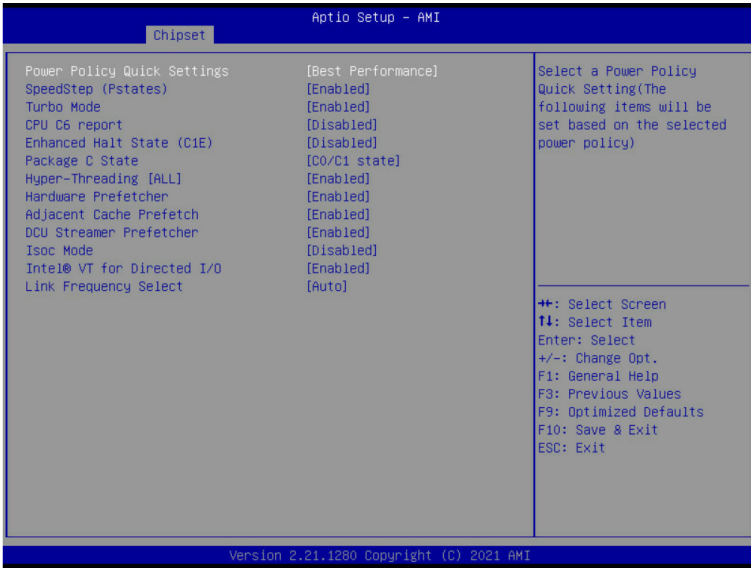 Aptio Setup - AMI
Chipset
Power Policy Quick Settings [Best Performance]
SpeedStep (Pstates) [Enabled]
Turbo Mode [Enabled]
CPU C6 report [Disabled]
Enhanced Halt State (C1E) [Disabled]
Package C State [C0/C1 state]
Hyper-Threading [ALL] [Enabled]
Hardware Prefetcher [Enabled]
Adjacent Cache Prefetch [Enabled]
DCU Streamer Prefetcher [Enabled]
Isoc Mode [Disabled]
Intel® VT for Directed I/O [Enabled]
Link Frequency Select [Auto]
Select a Power Policy
Quick Setting(The
following items will be
set based on the selected
power policy)
→←: Select Screen
↑↓: Select Item
Enter: Select
+/-: Change Opt.
F1: General Help
F3: Previous Values
F9: Optimized Defaults
F10: Save & Exit
ESC: Exit
Version 2.21.1280 Copyright (C) 2021 AMI